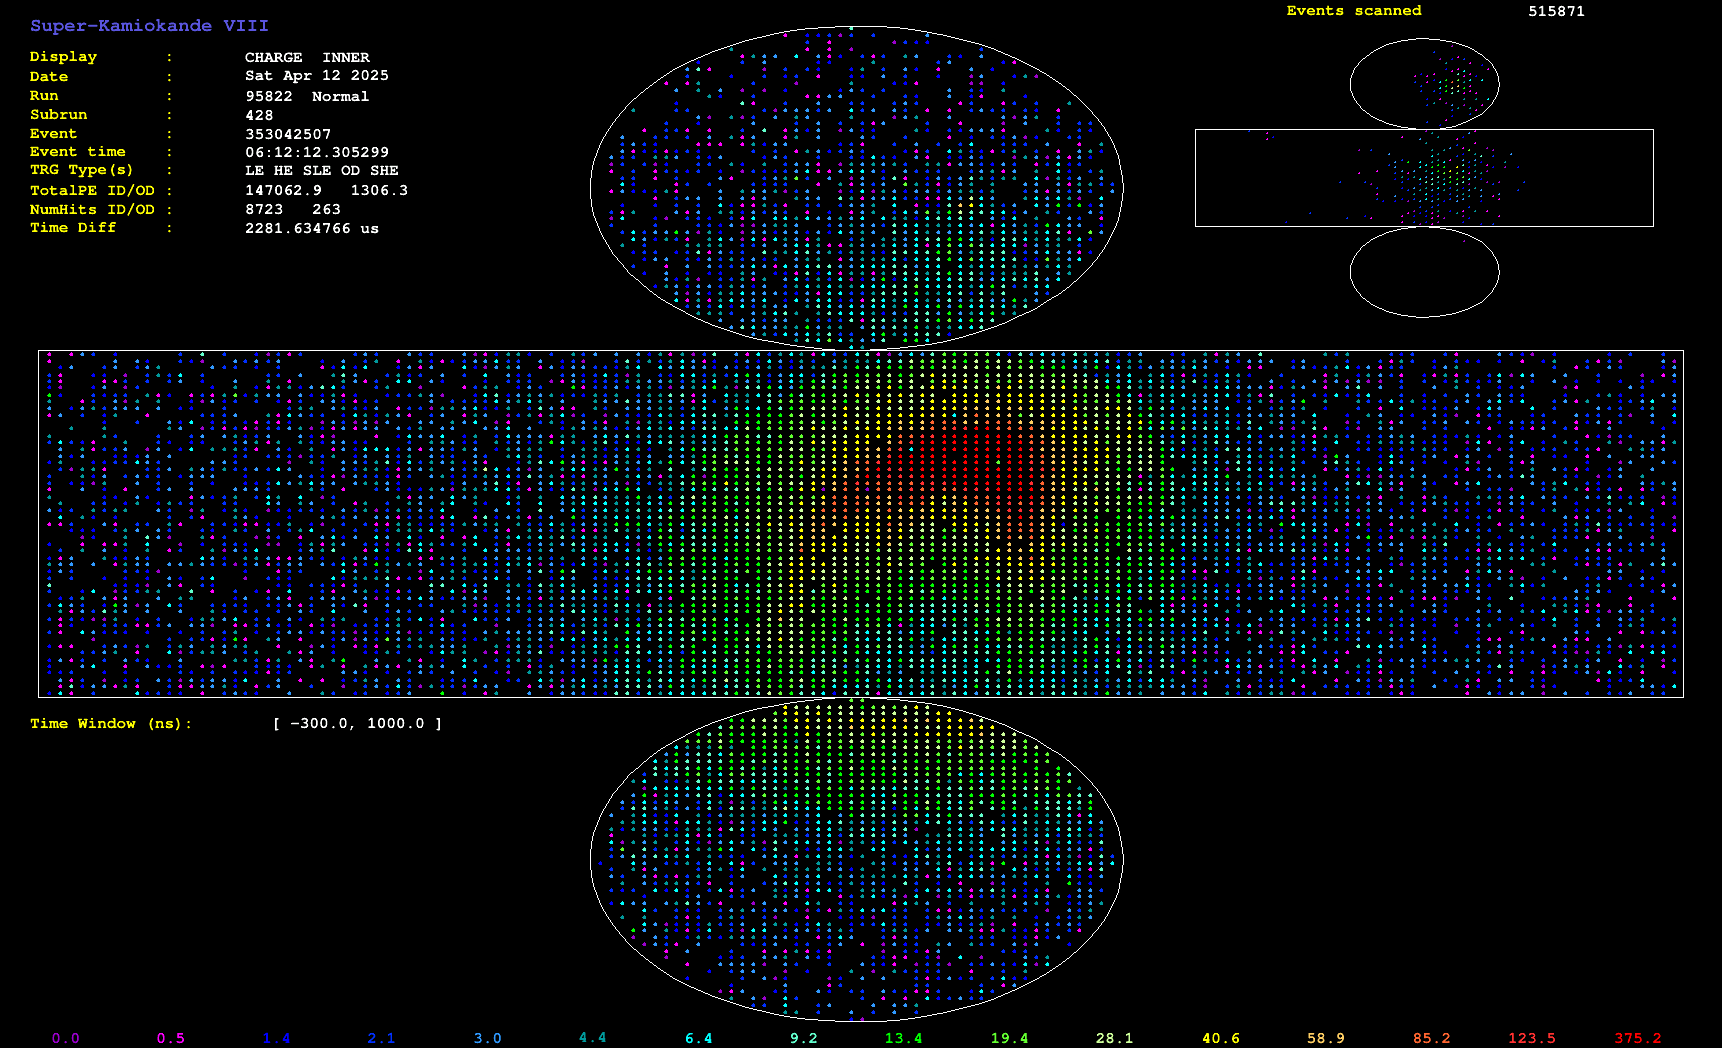 Super-Kamiokande VIII
Events scanned 515871
Display : CHARGE INNER
Date : Sat Apr 12 2025
Run : 95822 Normal
Subrun : 428
Event : 353042507
Event time : 06:12:12.305299
TRG Type(s) : LE HE SLE OD SHE
TotalPE ID/OD : 147062.9 1306.3
NumHits ID/OD : 8723 263
Time Diff : 2281.634766 us
Time Window (ns): [ -300.0, 1000.0 ]
0.0 0.5 1.4 2.1 3.0 4.4 6.4 9.2 13.4 19.4 28.1 40.6 58.9 85.2 123.5 375.2